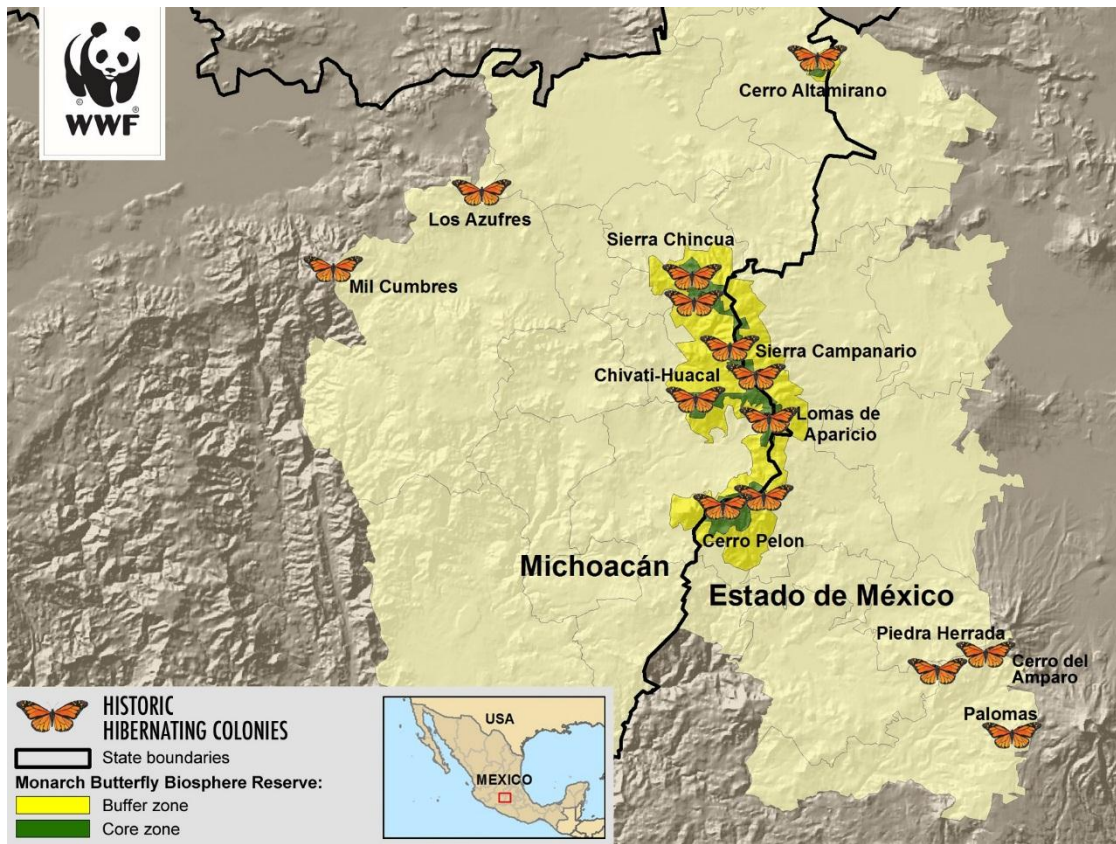 WWF
Cerro Altamirano
Los Azufres
Sierra Chincua
Mil Cumbres
Sierra Campanario
Chivati-Huacal
Lomas de
Aparicio
Cerro Pelon
Michoacán
Estado de México
Piedra Herrada
Cerro del
Amparo
Palomas
HISTORIC
HIBERNATING COLONIES
State boundaries
Monarch Butterfly Biosphere Reserve:
Buffer zone
Core zone
USA
MEXICO